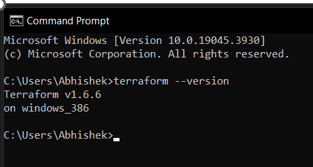 Command Prompt
Microsoft Windows [Version 10.0.19045.3930]
(c) Microsoft Corporation. All rights reserved.
C:\Users\Abhishek>terraform --version
Terraform v1.6.6
on windows_386
C:\Users\Abhishek>